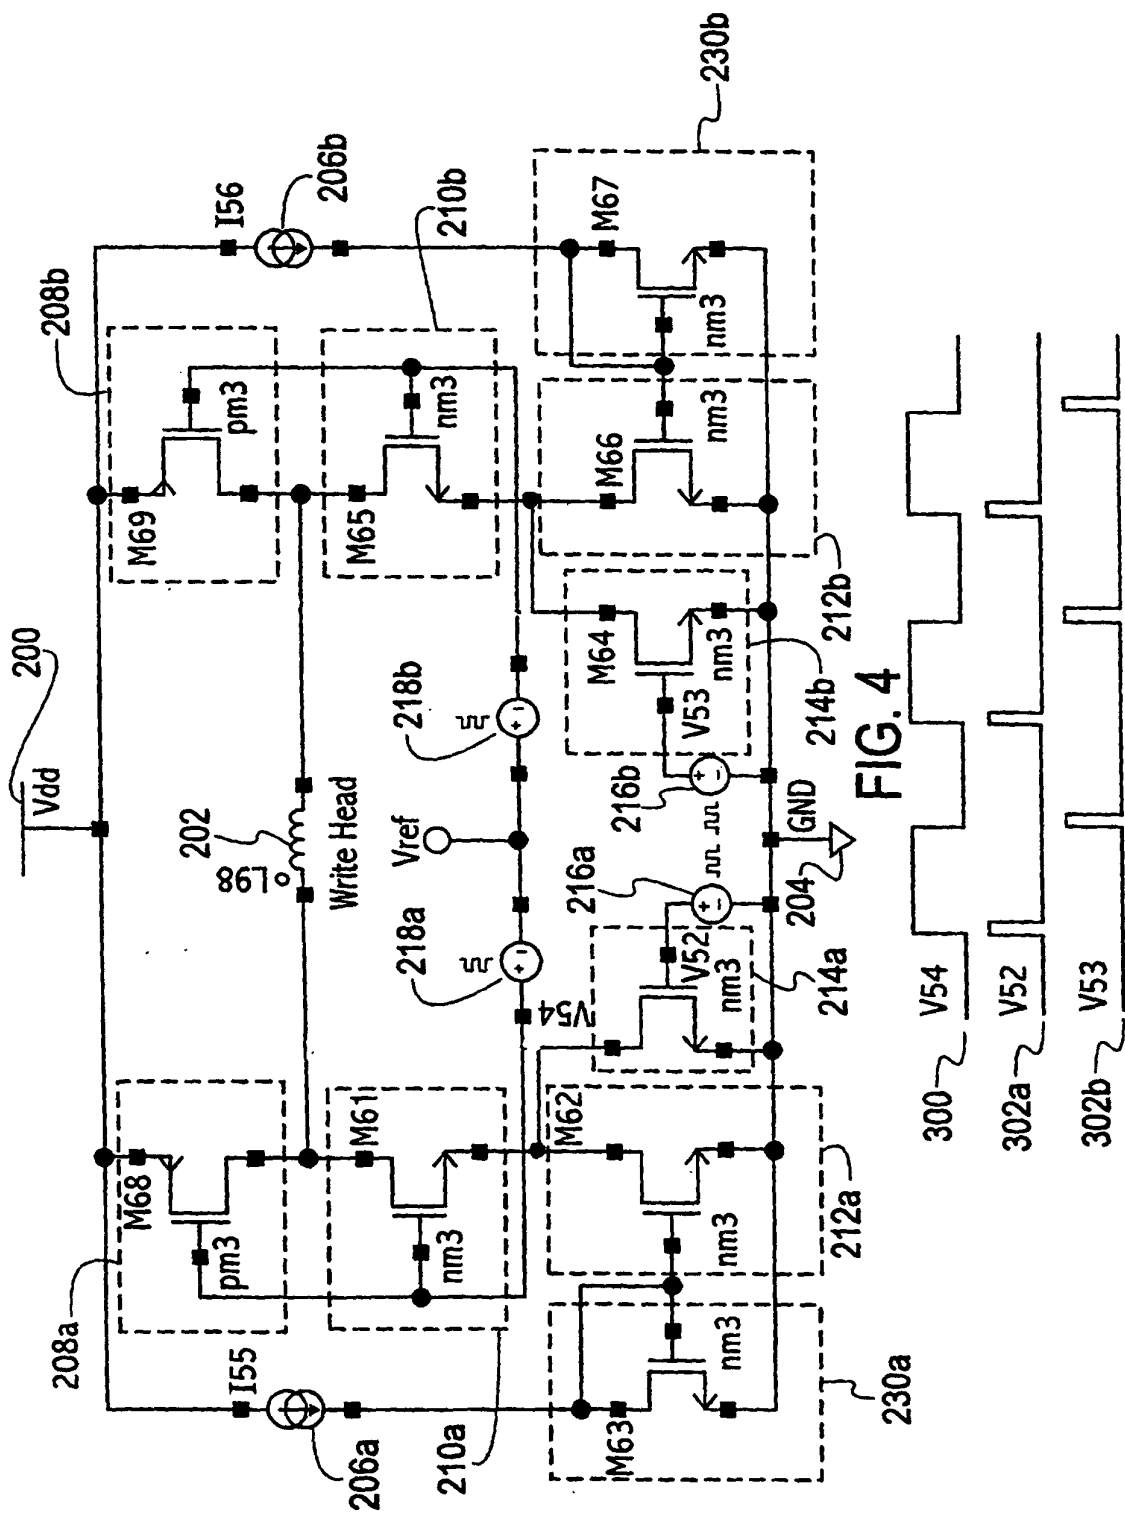 200
Vdd
208b
I56
206b
M69
pm3
210b
M65
nm3
202
L98
Write Head
Vref
218a
218b
V54
M68
pm3
208a
I55
206a
M61
nm3
210a
M67
nm3
230b
M66
nm3
212b
M64
nm3
V53
214b
216b
216a
V52
nm3
214a
GND
204
M62
nm3
212a
M63
nm3
230a
FIG. 4
300
V54
302a
V52
302b
V53